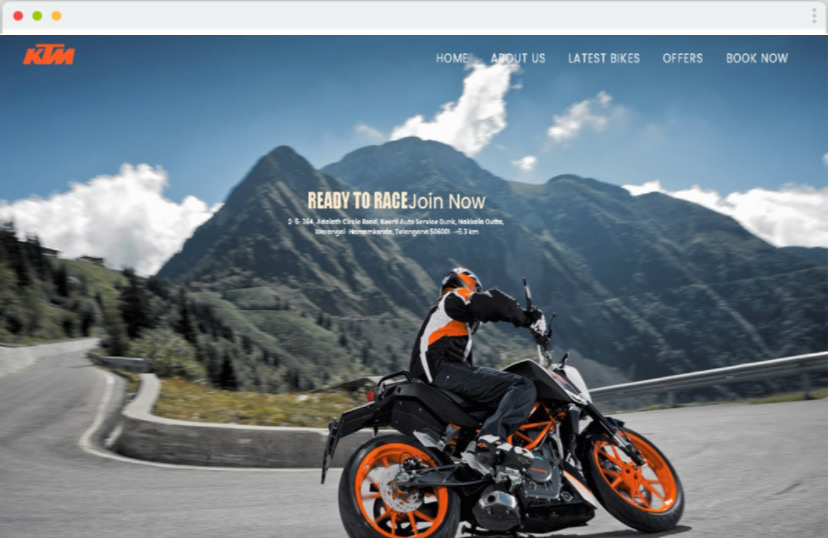 KTM
HOME ABOUT US LATEST BIKES OFFERS BOOK NOW
READY TO RACE Join Now
2-5-364, Adalath Circle Road, Keerti Auto Service Bunk, Nakkala Gutta,
Warangal · Hanamkonda, Telangana 506001 · ~5.3 km